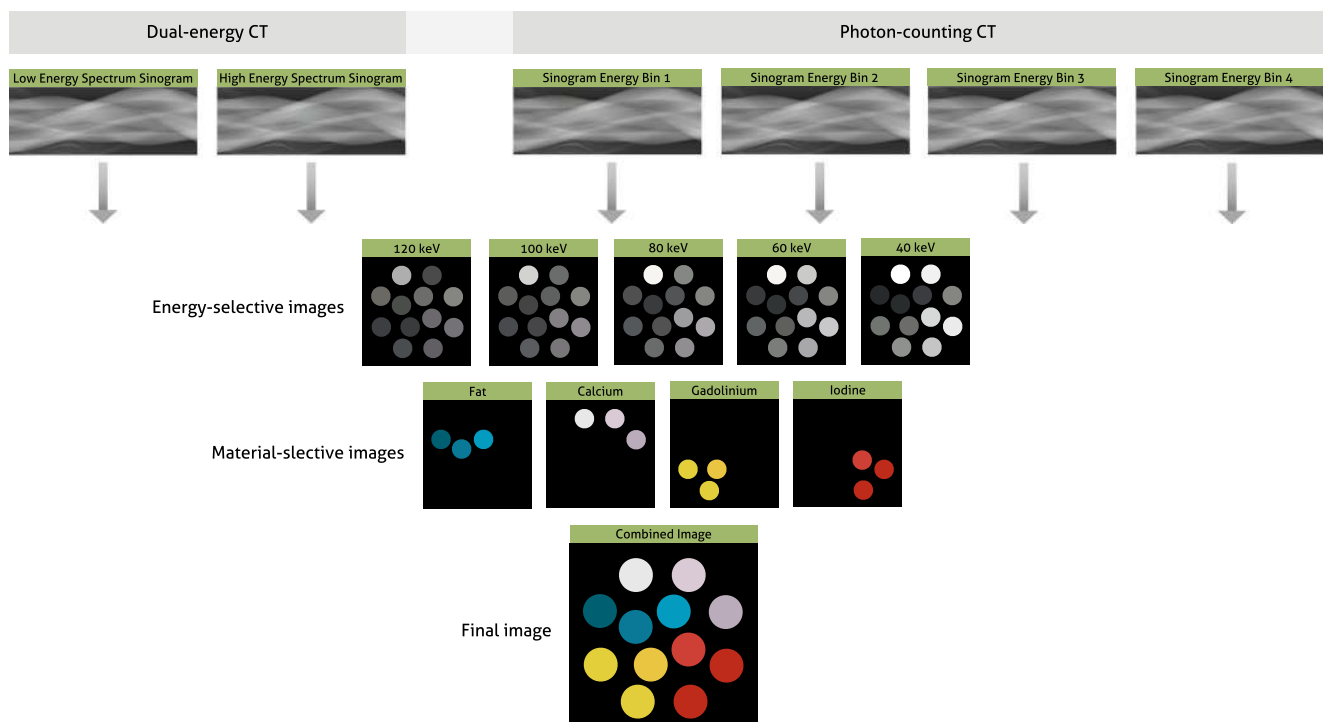 Dual-energy CT
Photon-counting CT
Low Energy Spectrum Sinogram
High Energy Spectrum Sinogram
Sinogram Energy Bin 1
Sinogram Energy Bin 2
Sinogram Energy Bin 3
Sinogram Energy Bin 4
120 keV
100 keV
80 keV
60 keV
40 keV
Energy-selective images
Fat
Calcium
Gadolinium
Iodine
Material-slective images
Combined Image
Final image